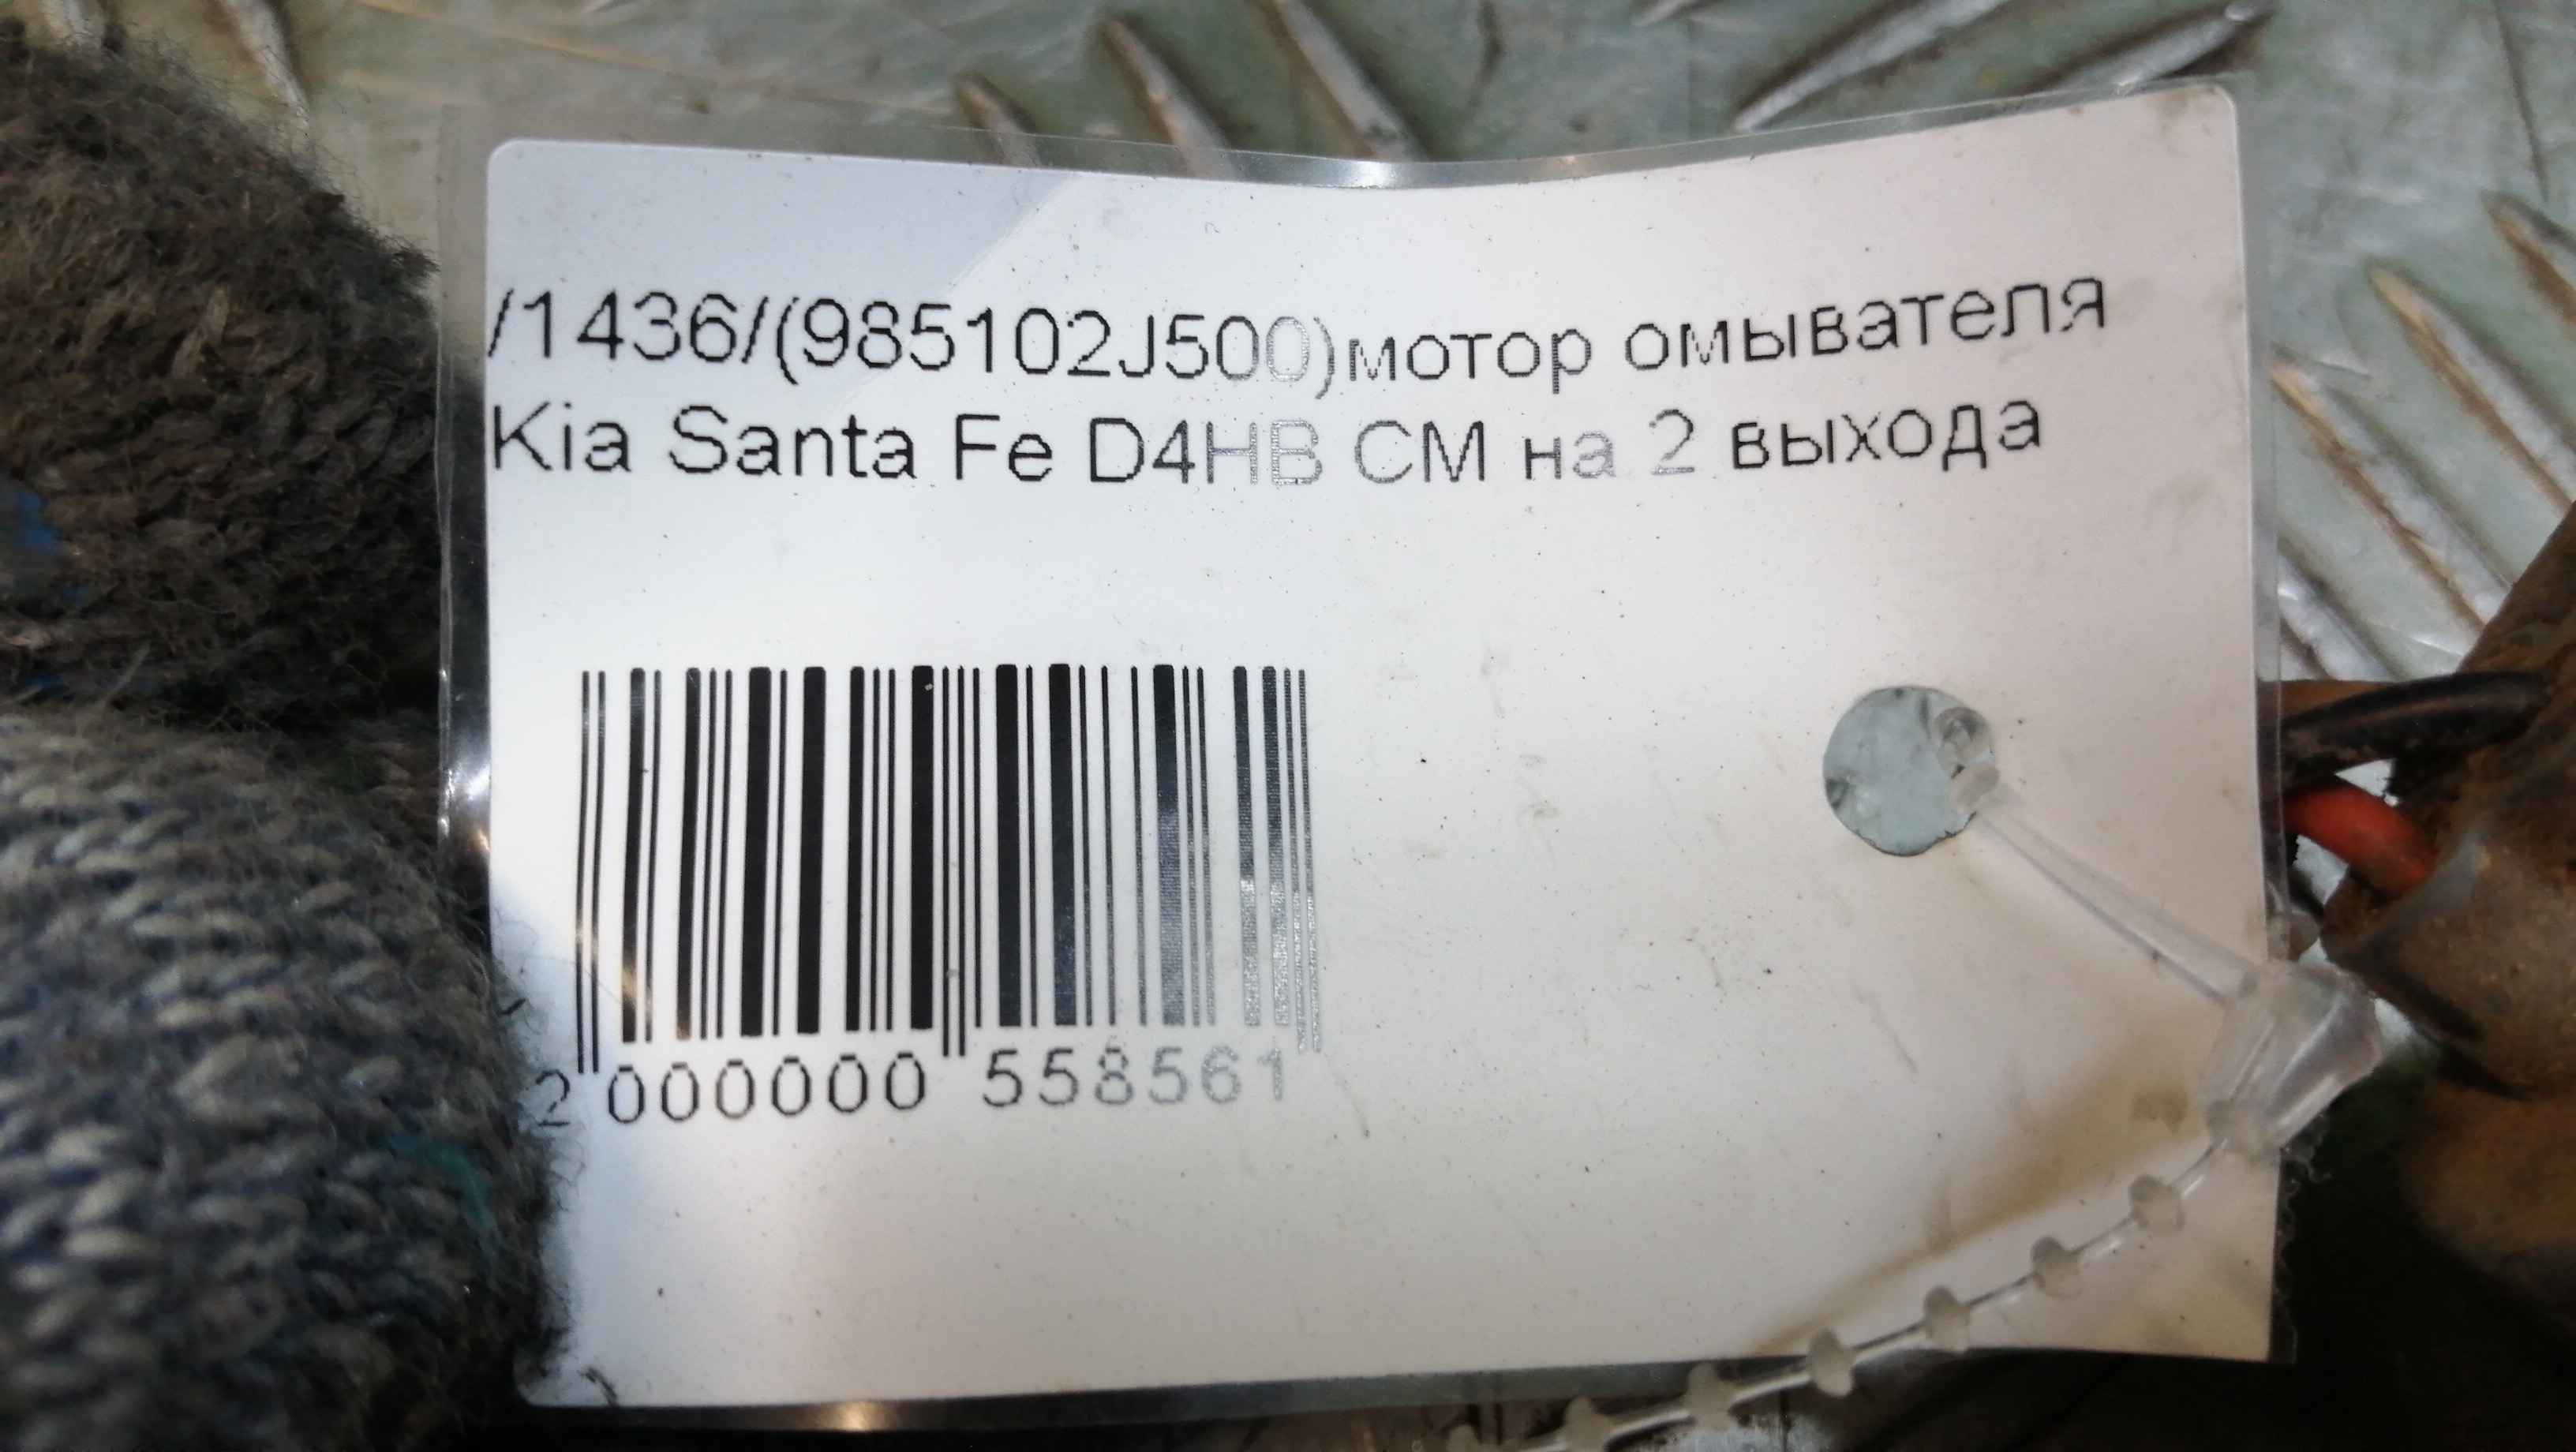 /1436/(985102J500)мотор омывателя
Kia Santa Fe D4HB CM на 2 выхода
2 000000 558561